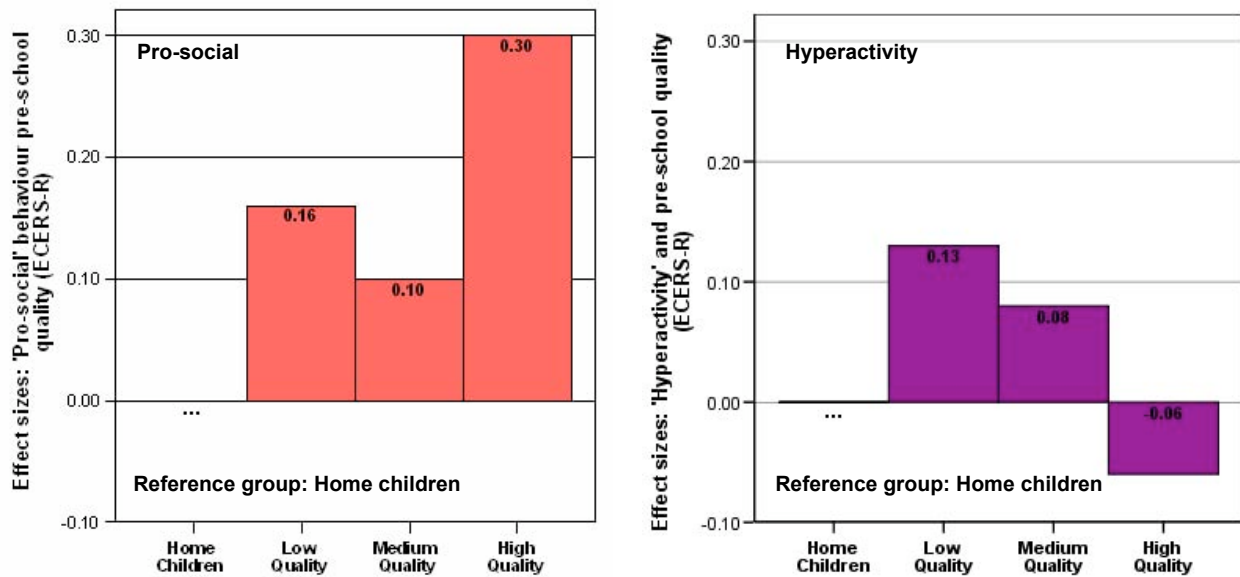 Effect sizes: 'Pro-social' behaviour pre-school
quality (ECERS-R)
Pro-social
0.30
0.20
0.10
0.00
-0.10
0.16
0.10
0.30
...
Reference group: Home children
Home
Children
Low
Quality
Medium
Quality
High
Quality
Effect sizes: 'Hyperactivity' and pre-school quality
(ECERS-R)
Hyperactivity
0.30
0.20
0.10
0.00
-0.10
0.13
0.08
-0.06
...
Reference group: Home children
Home
Children
Low
Quality
Medium
Quality
High
Quality